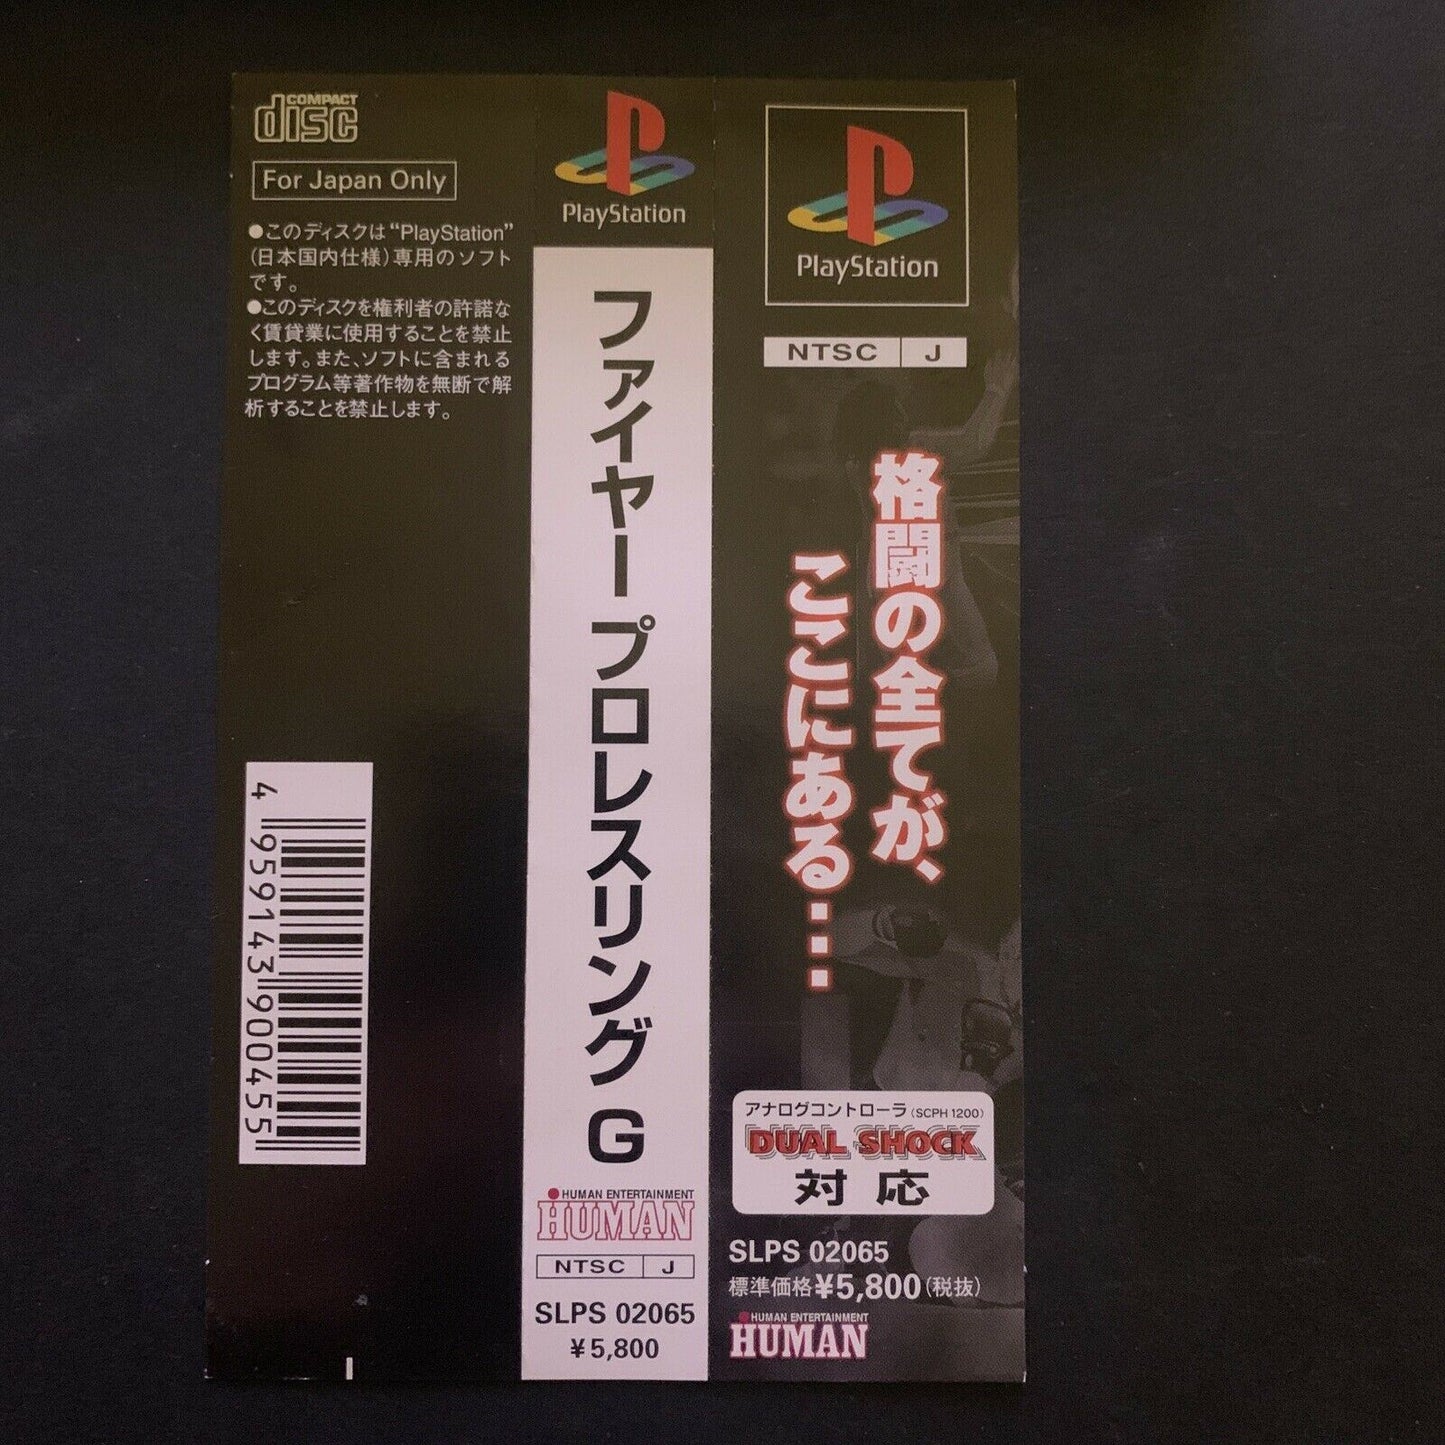 COMPACT
disc
For Japan Only
●このディスクは“PlayStation”
(日本国内仕様)専用のソフト
です。
●このディスクを権利者の許諾な
く賃貸業に使用することを禁止
します。また、ソフトに含まれる
プログラム等著作物を無断で解
析することを禁止します。
4 959143 900455
PlayStation
ファイヤープロレスリング G
HUMAN ENTERTAINMENT
HUMAN
NTSC J
SLPS 02065
¥5,800
PlayStation
NTSC J
格闘の全てが、
ここにある…
アナログコントローラ(SCPH 1200)
DUAL SHOCK
対応
SLPS 02065
標準価格¥5,800(税抜)
HUMAN ENTERTAINMENT
HUMAN